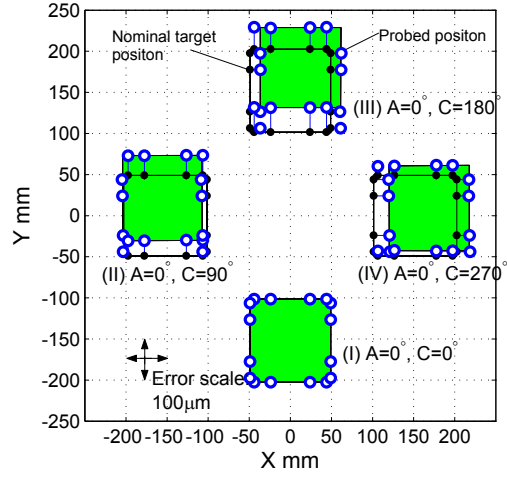 250
200
150
100
50
0
-50
-100
-150
-200
-250
Y mm
Nominal target
positon
Probed positon
(III) A=0°, C=180°
(II) A=0°, C=90°
(IV) A=0°, C=270°
(I) A=0°, C=0°
Error scale
100µm
-200 -150 -100 -50 0 50 100 150 200
X mm